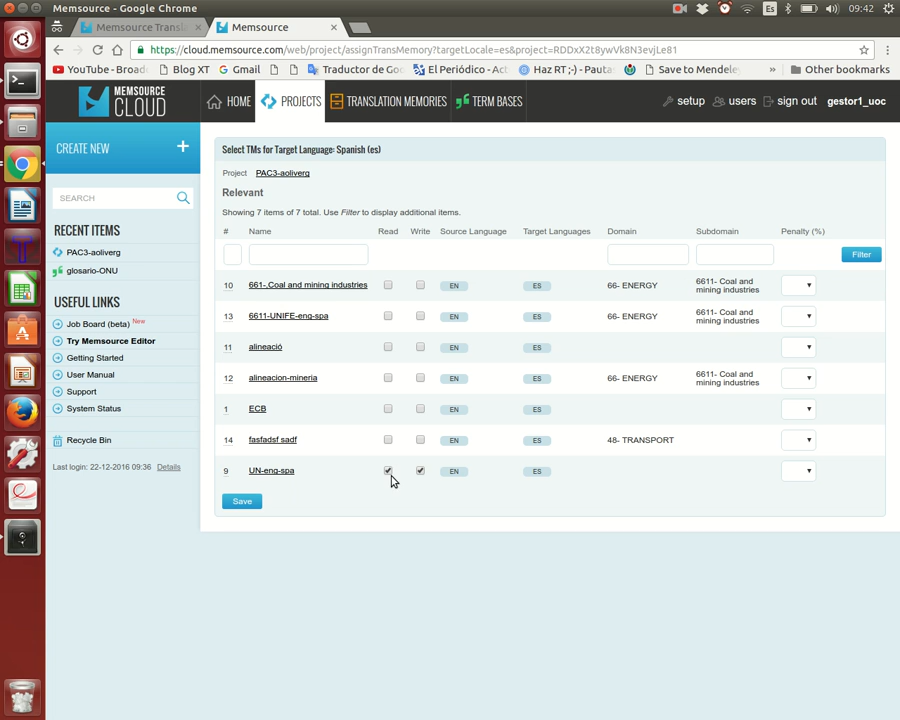 Memsource - Google Chrome
Es
09:42
Memsource Transl
Memsource
https://cloud.memsource.com/web/project/assignTransMemory?targetLocale=es&project=RDDxX2t8ywVk8N3evjLe81
YouTube - Broad
Blog XT
Gmail
Traductor de Go
El Periódico - Act
Haz RT ;-) - Pauta
Save to Mendele
»
Other bookmarks
MEMSOURCE
CLOUD
HOME
PROJECTS
TRANSLATION MEMORIES
TERM BASES
setup
users
sign out
gestor1_uoc
CREATE NEW
+
SEARCH
RECENT ITEMS
PAC3-aoliverg
glosario-ONU
USEFUL LINKS
Job Board (beta) New
Try Memsource Editor
Getting Started
User Manual
Support
System Status
Recycle Bin
Last login: 22-12-2016 09:36 Details
Select TMs for Target Language: Spanish (es)
Project PAC3-aoliverg
Relevant
Showing 7 items of 7 total. Use Filter to display additional items.
# Name Read Write Source Language Target Languages Domain Subdomain Penalty (%)
Filter
10 661-.Coal and mining industries EN ES 66- ENERGY 6611- Coal and
mining industries
13 6611-UNIFE-eng-spa EN ES 66- ENERGY 6611- Coal and
mining industries
11 alineació EN ES
12 alineacion-mineria EN ES 66- ENERGY 6611- Coal and
mining industries
1 ECB EN ES
14 fasfadsf sadf EN ES 48- TRANSPORT
9 UN-eng-spa EN ES
Save